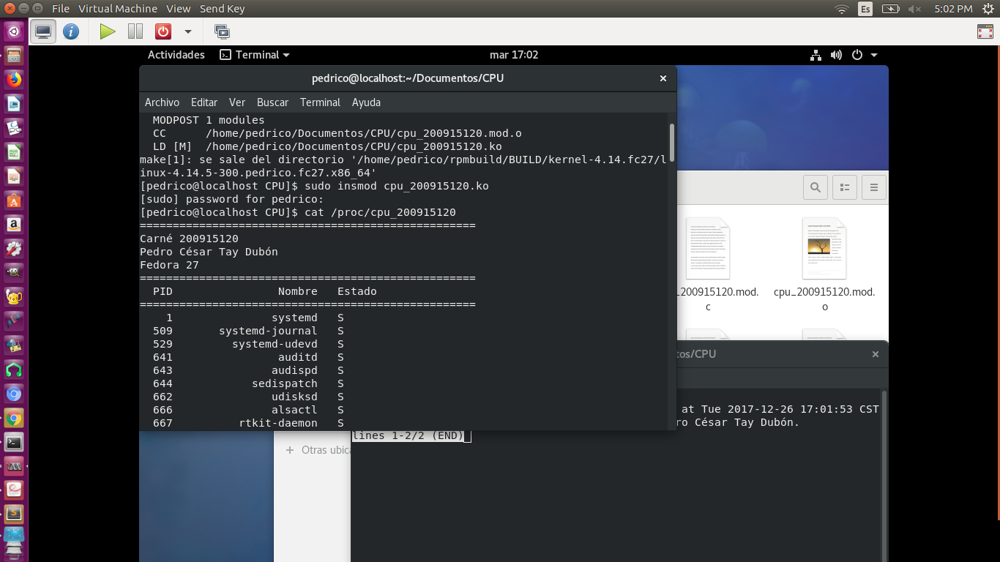 File Virtual Machine View Send Key
Es
5:02 PM
Actividades
Terminal
mar 17:02
pedrico@localhost:~/Documentos/CPU
Archivo Editar Ver Buscar Terminal Ayuda
MODPOST 1 modules
CC /home/pedrico/Documentos/CPU/cpu_200915120.mod.o
LD [M] /home/pedrico/Documentos/CPU/cpu_200915120.ko
make[1]: se sale del directorio '/home/pedrico/rpmbuild/BUILD/kernel-4.14.fc27/l
inux-4.14.5-300.pedrico.fc27.x86_64'
[pedrico@localhost CPU]$ sudo insmod cpu_200915120.ko
[sudo] password for pedrico:
[pedrico@localhost CPU]$ cat /proc/cpu_200915120
===================================================
Carné 200915120
Pedro César Tay Dubón
Fedora 27
===================================================
PID Nombre Estado
===================================================
1 systemd S
509 systemd-journal S
529 systemd-udevd S
641 auditd S
643 audispd S
644 sedispatch S
662 udisksd S
666 alsactl S
667 rtkit-daemon S
_200915120.mod.
c
cpu_200915120.mod.
o
tos/CPU
at Tue 2017-12-26 17:01:53 CST
ro César Tay Dubón.
lines 1-2/2 (END)
+ Otras ubica